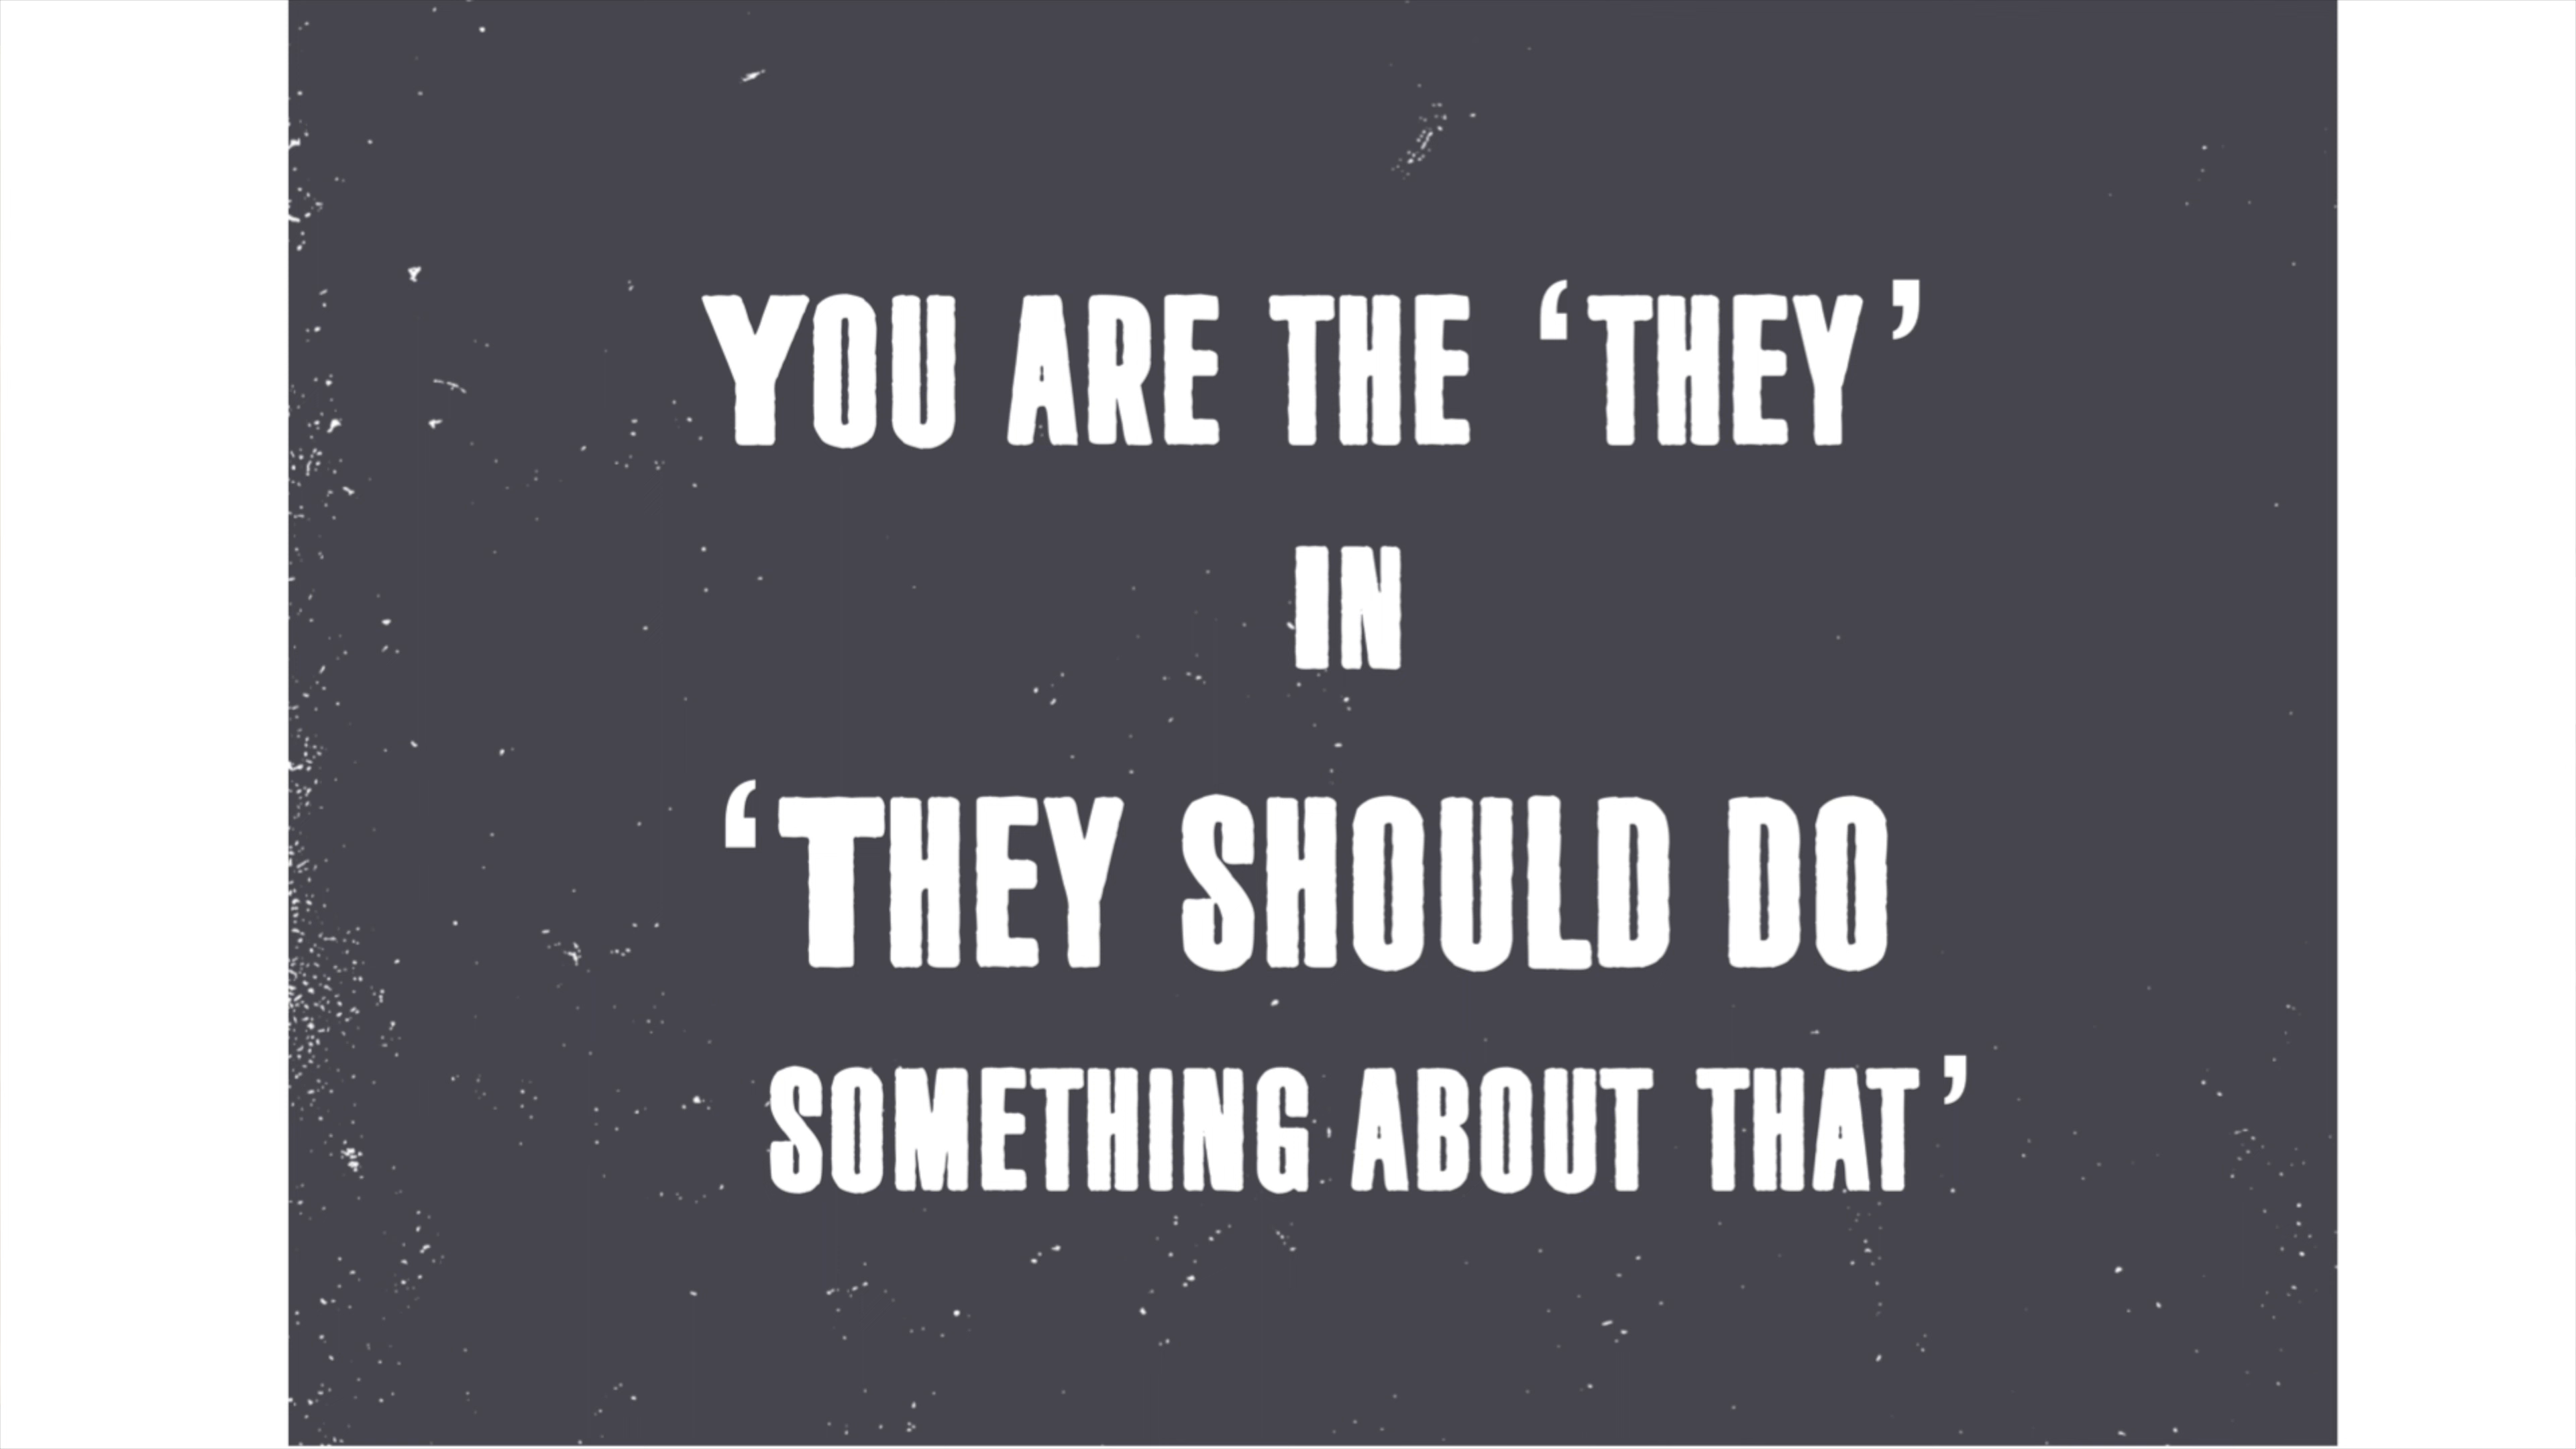 YOU ARE THE ‘THEY’
IN
‘THEY SHOULD DO
SOMETHING ABOUT THAT’